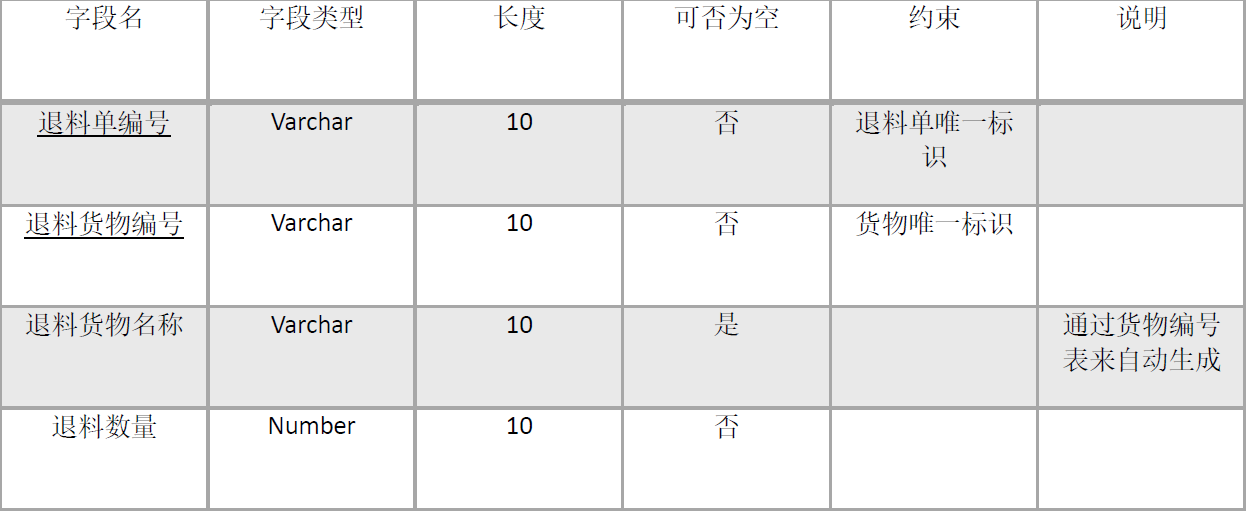 字段名 字段类型 长度 可否为空 约束 说明
退料单编号 Varchar 10 否 退料单唯一标
识
退料货物编号 Varchar 10 否 货物唯一标识
退料货物名称 Varchar 10 是 通过货物编号
表来自动生成
退料数量 Number 10 否